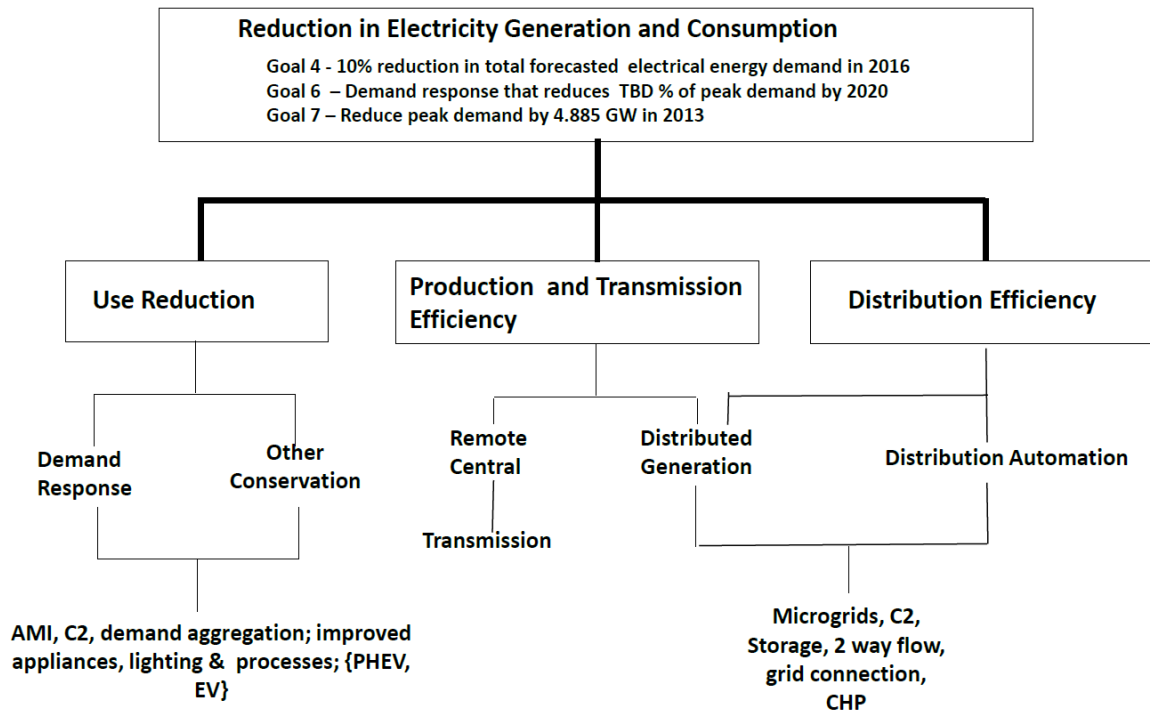 Reduction in Electricity Generation and Consumption
Goal 4 - 10% reduction in total forecasted electrical energy demand in 2016
Goal 6 – Demand response that reduces TBD % of peak demand by 2020
Goal 7 – Reduce peak demand by 4.885 GW in 2013
Use Reduction
Production and Transmission
Efficiency
Distribution Efficiency
Demand
Response
Other
Conservation
Remote
Central
Distributed
Generation
Distribution Automation
Transmission
AMI, C2, demand aggregation; improved
appliances, lighting & processes; {PHEV,
EV}
Microgrids, C2,
Storage, 2 way flow,
grid connection,
CHP